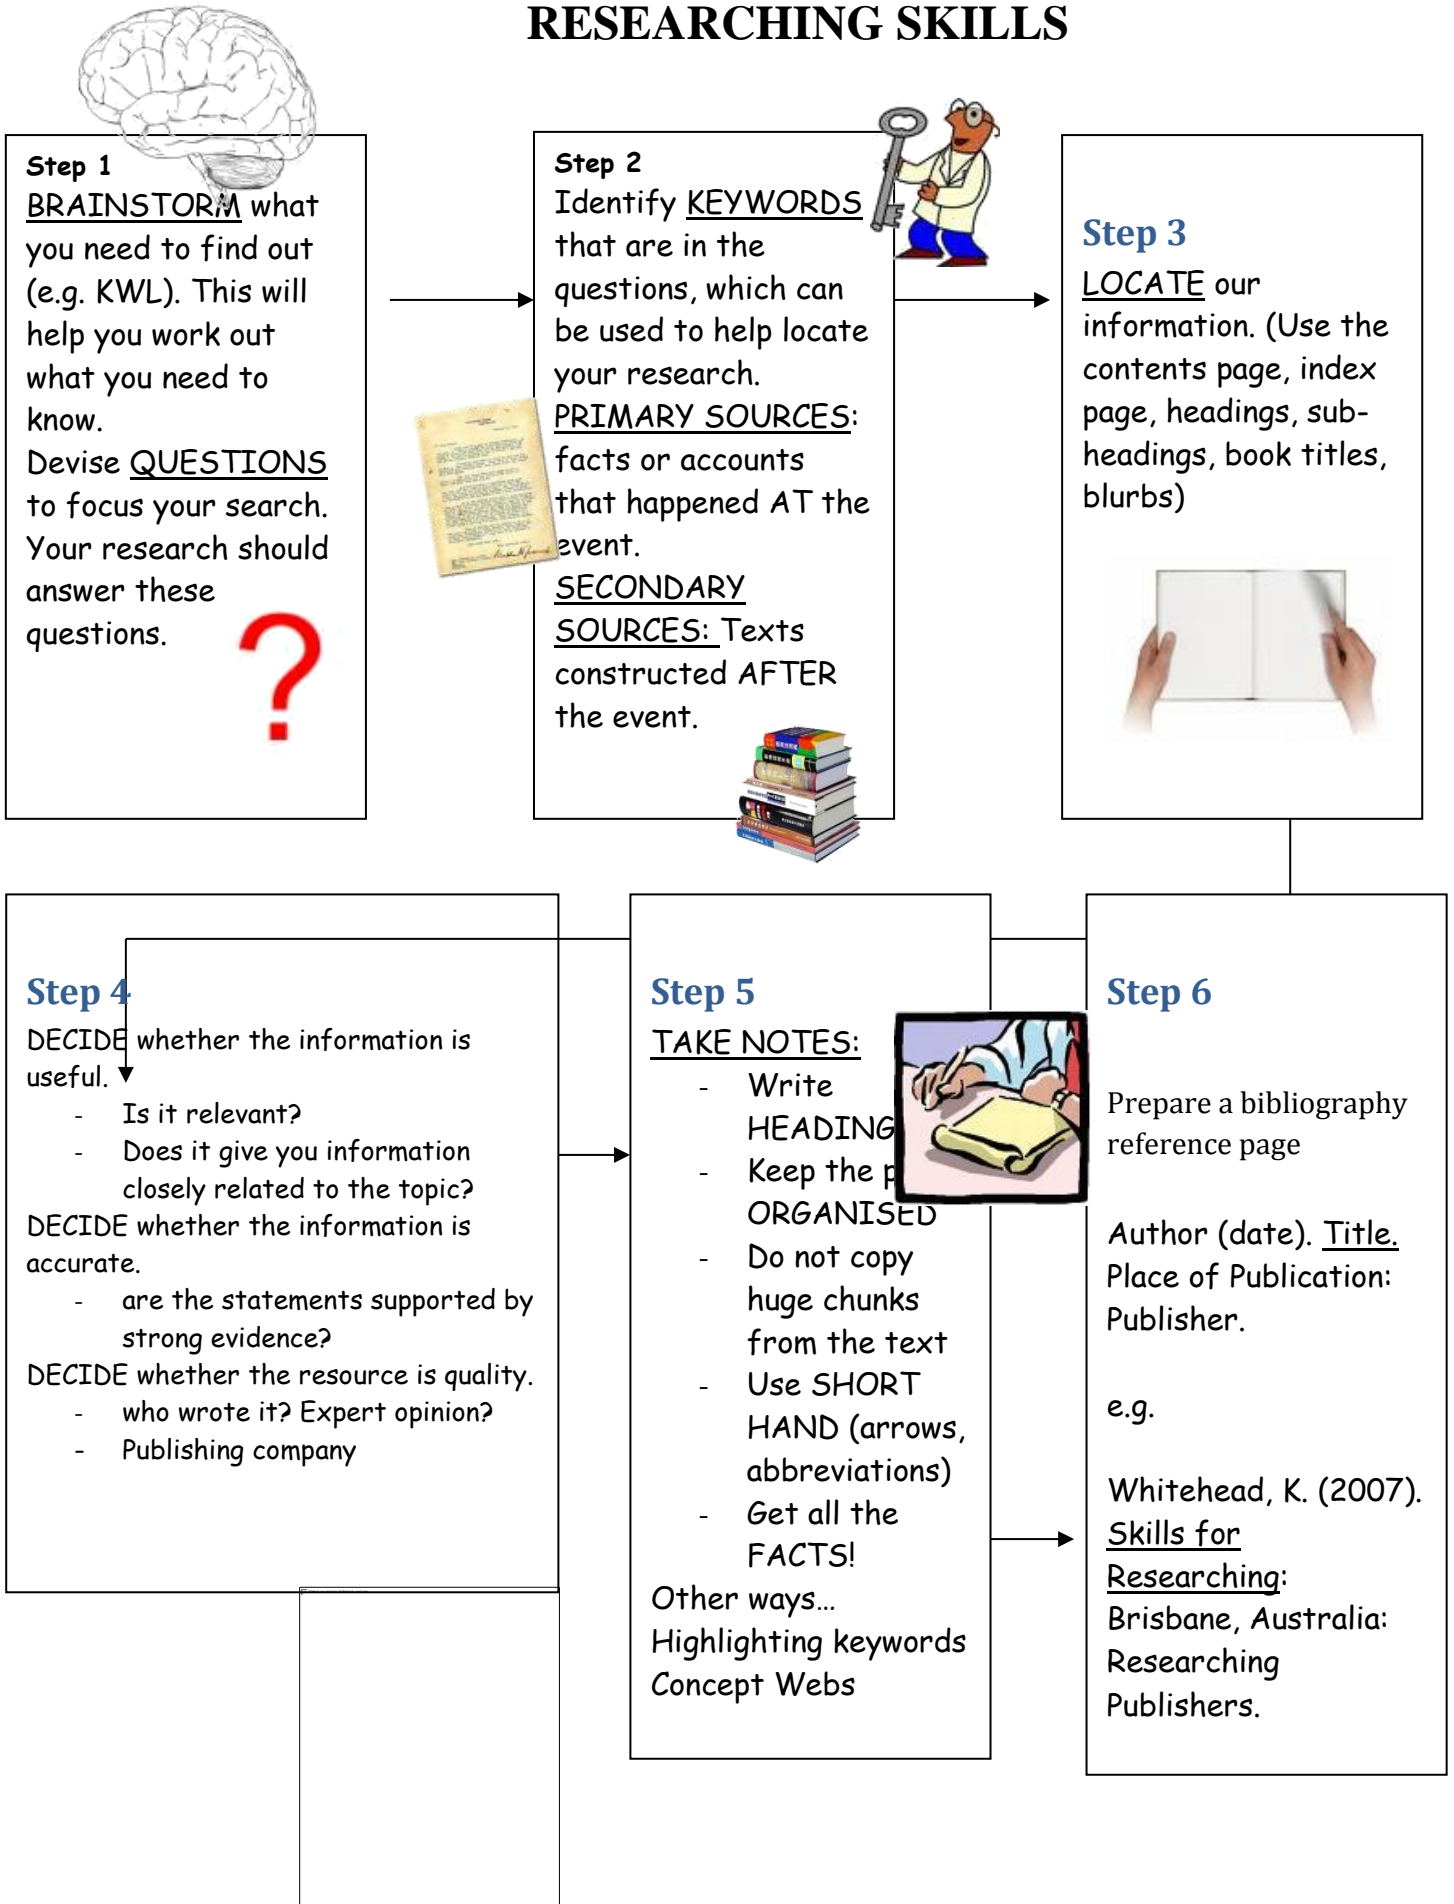 RESEARCHING SKILLS
Step 1
BRAINSTORM what
you need to find out
(e.g. KWL). This will
help you work out
what you need to
know.
Devise QUESTIONS
to focus your search.
Your research should
answer these
questions.
?
Step 2
Identify KEYWORDS
that are in the
questions, which can
be used to help locate
your research.
PRIMARY SOURCES:
facts or accounts
that happened AT the
event.
SECONDARY
SOURCES: Texts
constructed AFTER
the event.
Step 3
LOCATE our
information. (Use the
contents page, index
page, headings, sub-
headings, book titles,
blurbs)
Step 4
DECIDE whether the information is
useful.
- Is it relevant?
- Does it give you information
closely related to the topic?
DECIDE whether the information is
accurate.
- are the statements supported by
strong evidence?
DECIDE whether the resource is quality.
- who wrote it? Expert opinion?
- Publishing company
Step 5
TAKE NOTES:
- Write
HEADING
- Keep the
ORGANISED
- Do not copy
huge chunks
from the text
- Use SHORT
HAND (arrows,
abbreviations)
- Get all the
FACTS!
Other ways…
Highlighting keywords
Concept Webs
Step 6
Prepare a bibliography
reference page
Author (date). Title.
Place of Publication:
Publisher.
e.g.
Whitehead, K. (2007).
Skills for
Researching:
Brisbane, Australia:
Researching
Publishers.